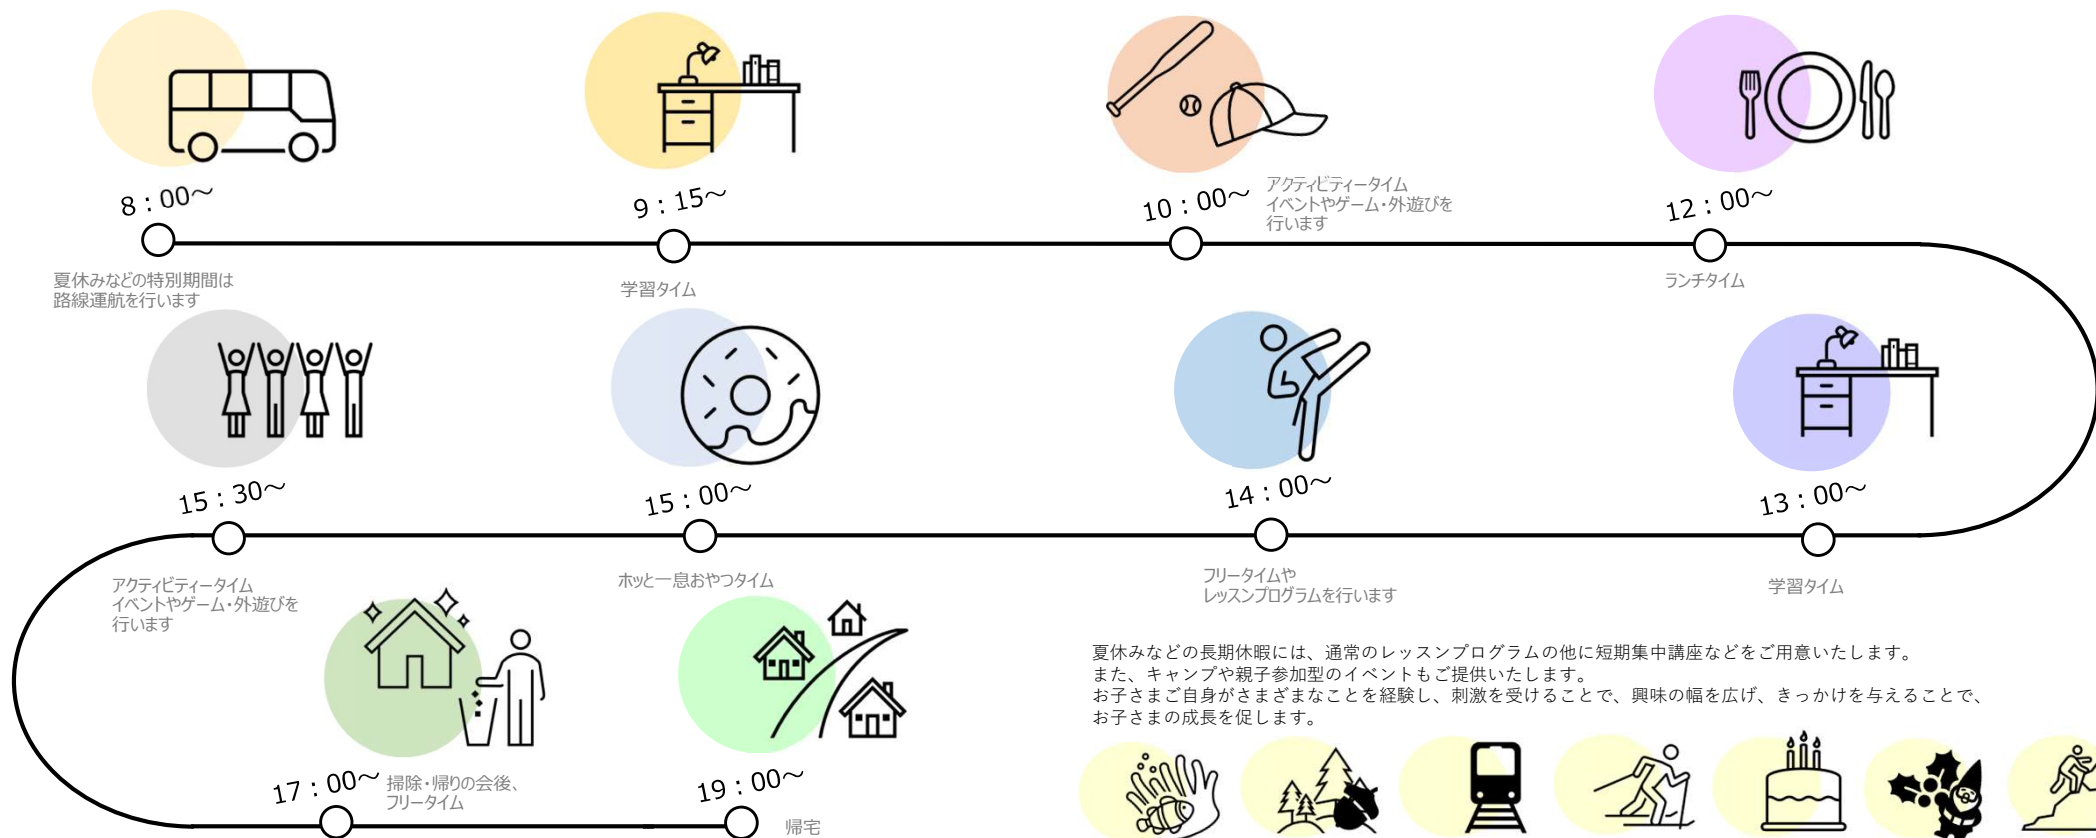 8：00～
夏休みなどの特別期間は
路線運航を行います
9：15～
学習タイム
10：00～
アクティビティータイム
イベントやゲーム・外遊びを
行います
12：00～
ランチタイム
13：00～
学習タイム
14：00～
フリータイムや
レッスンプログラムを行います
15：00～
ホッと一息おやつタイム
15：30～
アクティビティータイム
イベントやゲーム・外遊びを
行います
17：00～
掃除・帰りの会後、
フリータイム
19：00～
帰宅
夏休みなどの長期休暇には、通常のレッスンプログラムの他に短期集中講座などをご用意いたします。
また、キャンプや親子参加型のイベントもご提供いたします。
お子さまご自身がさまざまなことを経験し、刺激を受けることで、興味の幅を広げ、きっかけを与えることで、
お子さまの成長を促します。